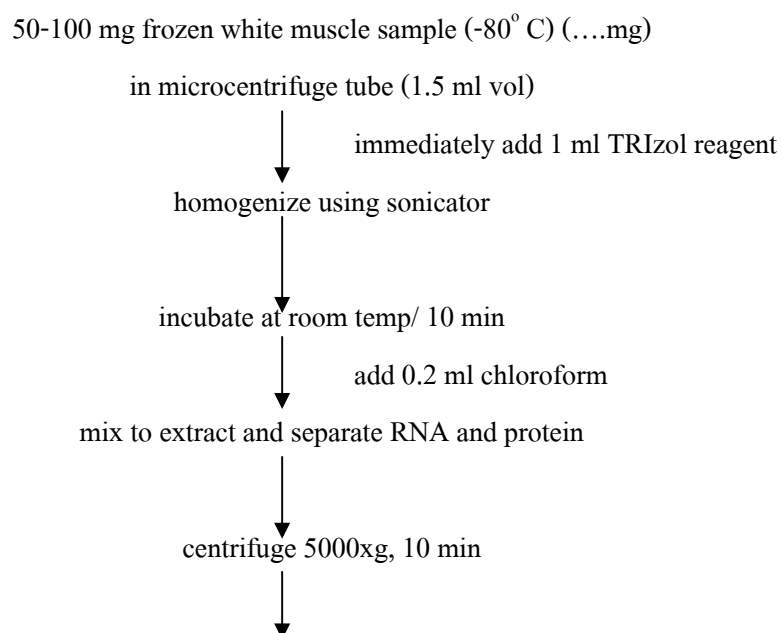 50-100 mg frozen white muscle sample (-80° C) (….mg)
in microcentrifuge tube (1.5 ml vol)
immediately add 1 ml TRIzol reagent
homogenize using sonicator
incubate at room temp/ 10 min
add 0.2 ml chloroform
mix to extract and separate RNA and protein
centrifuge 5000xg, 10 min